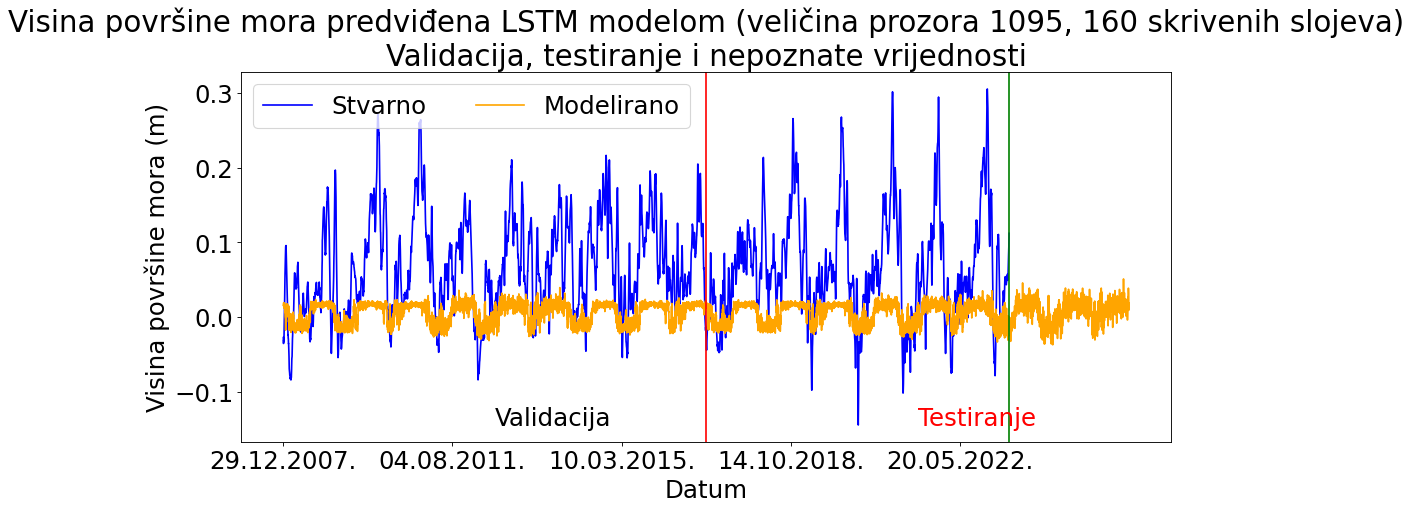 Visina površine mora predviđena LSTM modelom (veličina prozora 1095, 160 skrivenih slojeva)
Validacija, testiranje i nepoznate vrijednosti
Stvarno
Modelirano
Visina površine mora (m)
0.3
0.2
0.1
0.0
−0.1
Validacija
Testiranje
29.12.2007.
04.08.2011.
10.03.2015.
14.10.2018.
20.05.2022.
Datum